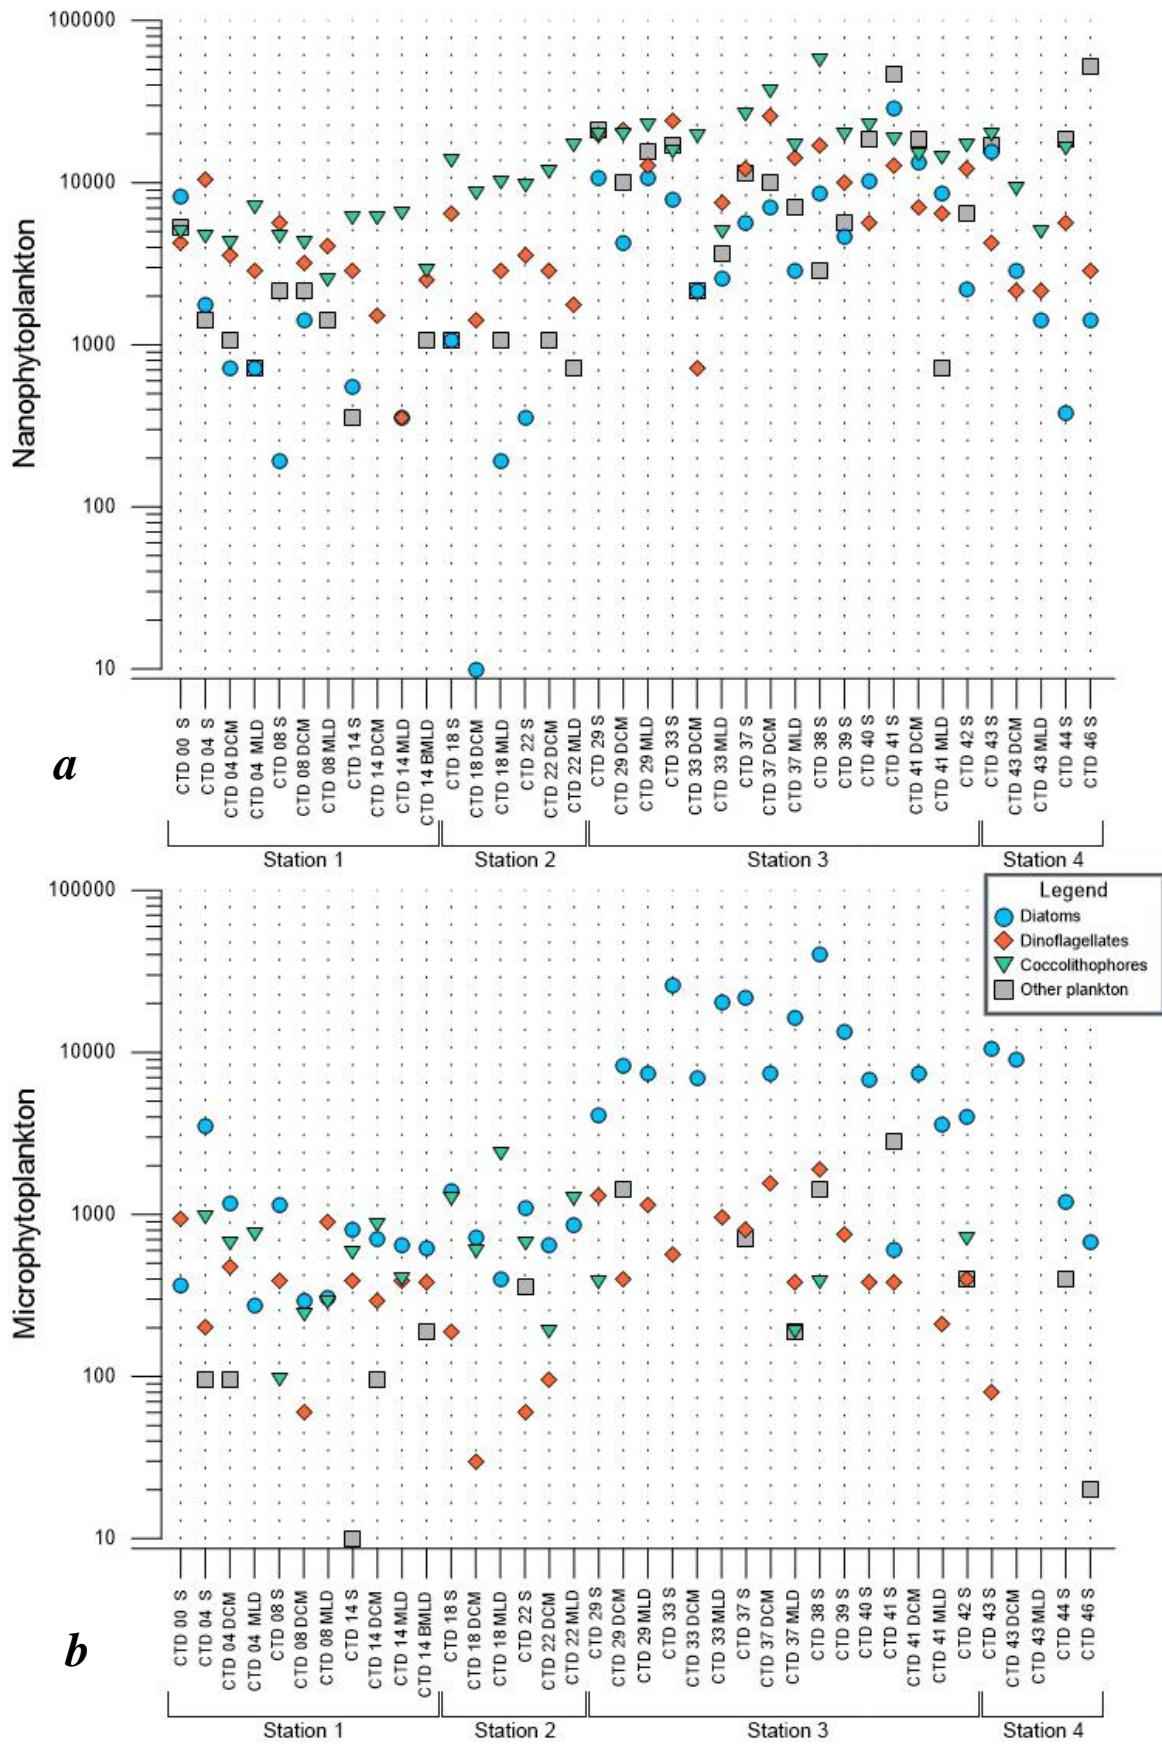 100000
10000
1000
100
10
Nanophytoplankton
CTD 00 S
CTD 04 S
CTD 04 DCM
CTD 04 MLD
CTD 08 S
CTD 08 DCM
CTD 08 MLD
CTD 14 S
CTD 14 DCM
CTD 14 MLD
CTD 14 BMLD
CTD 18 S
CTD 18 DCM
CTD 18 MLD
CTD 22 S
CTD 22 DCM
CTD 22 MLD
CTD 29 S
CTD 29 DCM
CTD 29 MLD
CTD 33 S
CTD 33 DCM
CTD 33 MLD
CTD 37 S
CTD 37 DCM
CTD 37 MLD
CTD 38 S
CTD 39 S
CTD 40 S
CTD 41 S
CTD 41 DCM
CTD 41 MLD
CTD 42 S
CTD 43 S
CTD 43 DCM
CTD 43 MLD
CTD 44 S
CTD 46 S
a
Station 1 Station 2 Station 3 Station 4
Legend
Diatoms
Dinoflagellates
Coccolithophores
Other plankton
100000
10000
1000
100
10
Microphytoplankton
CTD 00 S
CTD 04 S
CTD 04 DCM
CTD 04 MLD
CTD 08 S
CTD 08 DCM
CTD 08 MLD
CTD 14 S
CTD 14 DCM
CTD 14 MLD
CTD 14 BMLD
CTD 18 S
CTD 18 DCM
CTD 18 MLD
CTD 22 S
CTD 22 DCM
CTD 22 MLD
CTD 29 S
CTD 29 DCM
CTD 29 MLD
CTD 33 S
CTD 33 DCM
CTD 33 MLD
CTD 37 S
CTD 37 DCM
CTD 37 MLD
CTD 38 S
CTD 39 S
CTD 40 S
CTD 41 S
CTD 41 DCM
CTD 41 MLD
CTD 42 S
CTD 43 S
CTD 43 DCM
CTD 43 MLD
CTD 44 S
CTD 46 S
b
Station 1 Station 2 Station 3 Station 4